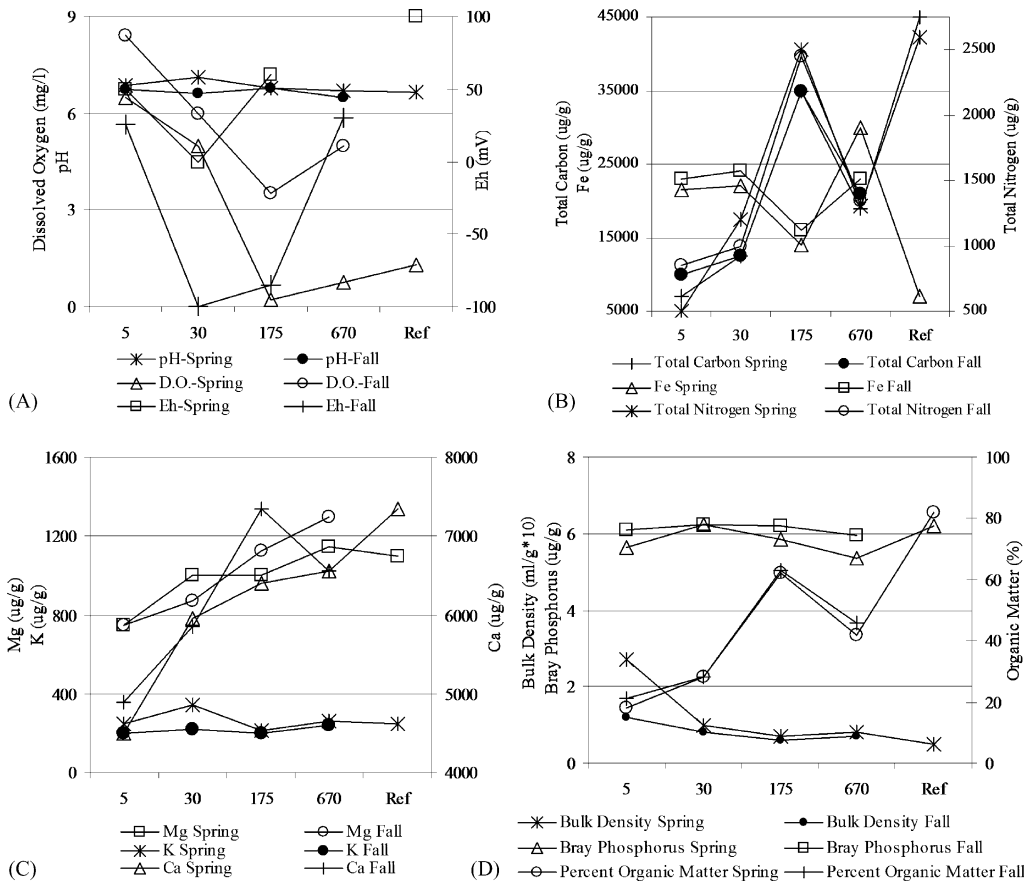 9
6
3
0
100
50
0
-50
-100
Dissolved Oxygen (mg/l)
pH
Eh (mV)
5 30 175 670 Ref
pH-Spring pH-Fall
D.O.-Spring D.O.-Fall
Eh-Spring Eh-Fall
(A)
45000
35000
25000
15000
5000
2500
2000
1500
1000
500
Total Carbon (ug/g)
Fe (ug/g)
Total Nitrogen (ug/g)
5 30 175 670 Ref
Total Carbon Spring Total Carbon Fall
Fe Spring Fe Fall
Total Nitrogen Spring Total Nitrogen Fall
(B)
1600
1200
800
400
0
8000
7000
6000
5000
4000
Mg (ug/g)
K (ug/g)
Ca (ug/g)
5 30 175 670 Ref
Mg Spring Mg Fall
K Spring K Fall
Ca Spring Ca Fall
(C)
8
6
4
2
0
100
80
60
40
20
0
Bulk Density (ml/g*10)
Bray Phosphorus (ug/g)
Organic Matter (%)
5 30 175 670 Ref
Bulk Density Spring Bulk Density Fall
Bray Phosphorus Spring Bray Phosphorus Fall
Percent Organic Matter Spring Percent Organic Matter Fall
(D)